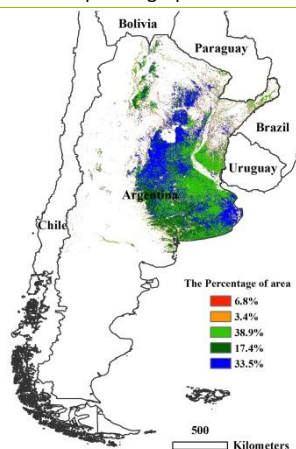 Bolivia
Paraguay
Brazil
Uruguay
Argentina
Chile
The Percentage of area
6.8%
3.4%
38.9%
17.4%
33.5%
500
Kilometers